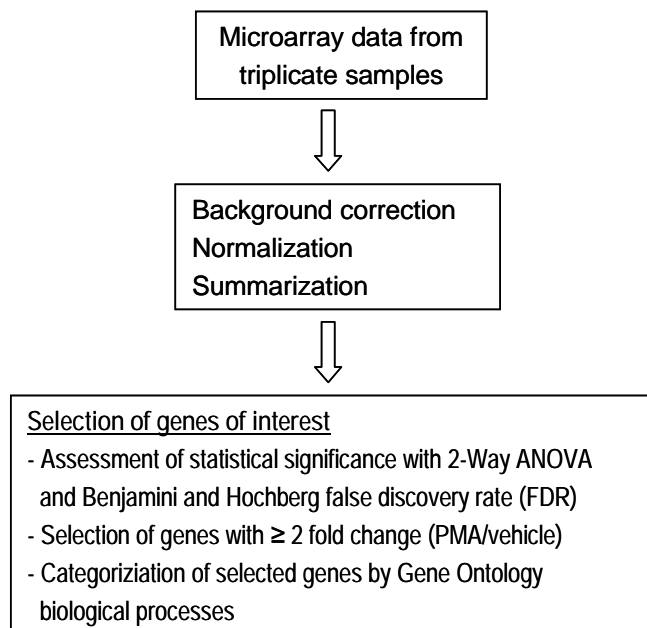 Microarray data from
triplicate samples
Background correction
Normalization
Summarization
Selection of genes of interest
- Assessment of statistical significance with 2-Way ANOVA
and Benjamini and Hochberg false discovery rate (FDR)
- Selection of genes with ≥ 2 fold change (PMA/vehicle)
- Categoriziation of selected genes by Gene Ontology
biological processes